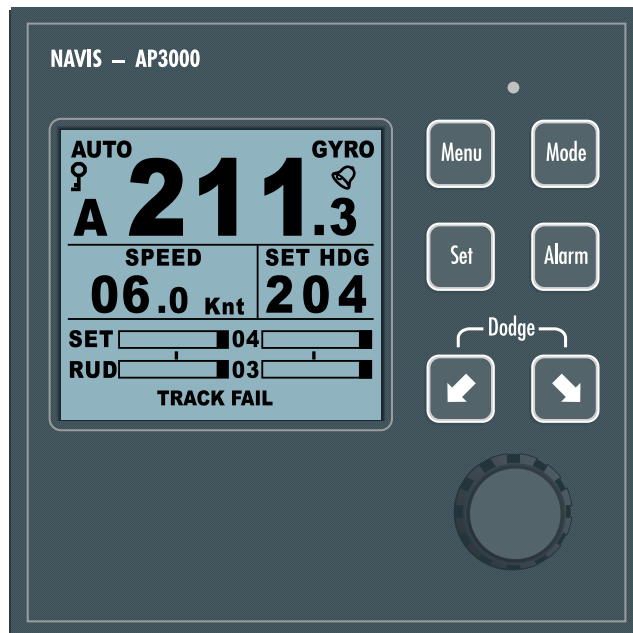 NAVIS – AP3000
AUTO GYRO
A 211.3
SPEED SET HDG
06.0 Knt 204
SET 04
RUD 03
TRACK FAIL
Menu Mode
Set Alarm
Dodge